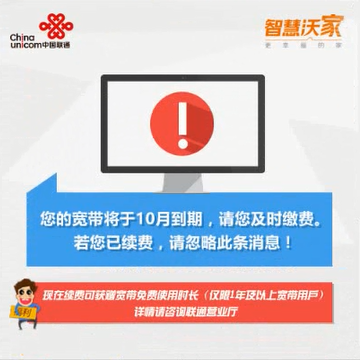 China
unicom中国联通
智慧沃家
您的宽带将于10月到期，请您及时缴费。
若您已续费，请忽略此条消息！
现在续费可获赠宽带免费使用时长（仅限1年及以上宽带用户）
详情请咨询联通营业厅
福利